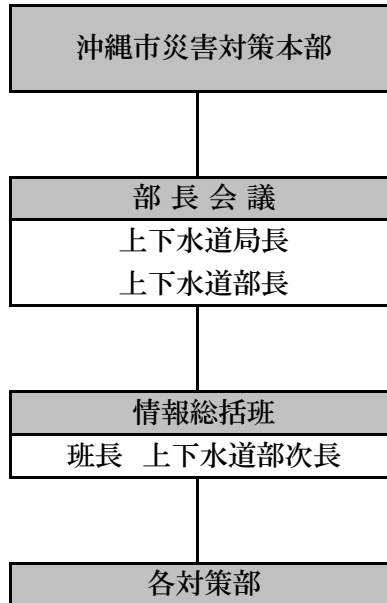 沖縄市災害対策本部
部 長 会 議
上下水道局長
上下水道部長
情報総括班
班長 上下水道部次長
各対策部